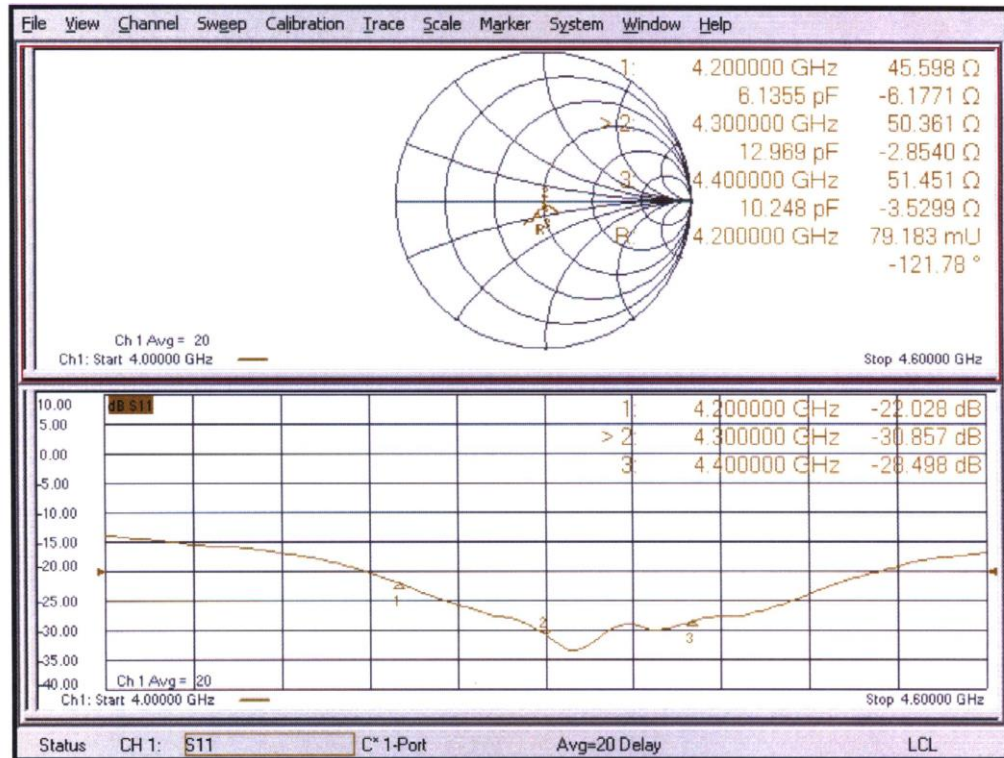 File View Channel Sweep Calibration Trace Scale Marker System Window Help
1: 4.200000 GHz 45.598 Ω
6.1355 pF -6.1771 Ω
> 2: 4.300000 GHz 50.361 Ω
12.969 pF -2.8540 Ω
3: 4.400000 GHz 51.451 Ω
10.248 pF -3.5299 Ω
R: 4.200000 GHz 79.183 mU
-121.78 °
R
Ch 1 Avg = 20
Ch1: Start 4.00000 GHz Stop 4.60000 GHz
dB S11
10.00
5.00
0.00
-5.00
-10.00
-15.00
-20.00
-25.00
-30.00
-35.00
-40.00
1: 4.200000 GHz -22.028 dB
> 2: 4.300000 GHz -30.857 dB
3: 4.400000 GHz -28.498 dB
1
2
3
Ch 1 Avg = 20
Ch1: Start 4.00000 GHz Stop 4.60000 GHz
Status CH 1: S11 C* 1-Port Avg=20 Delay LCL